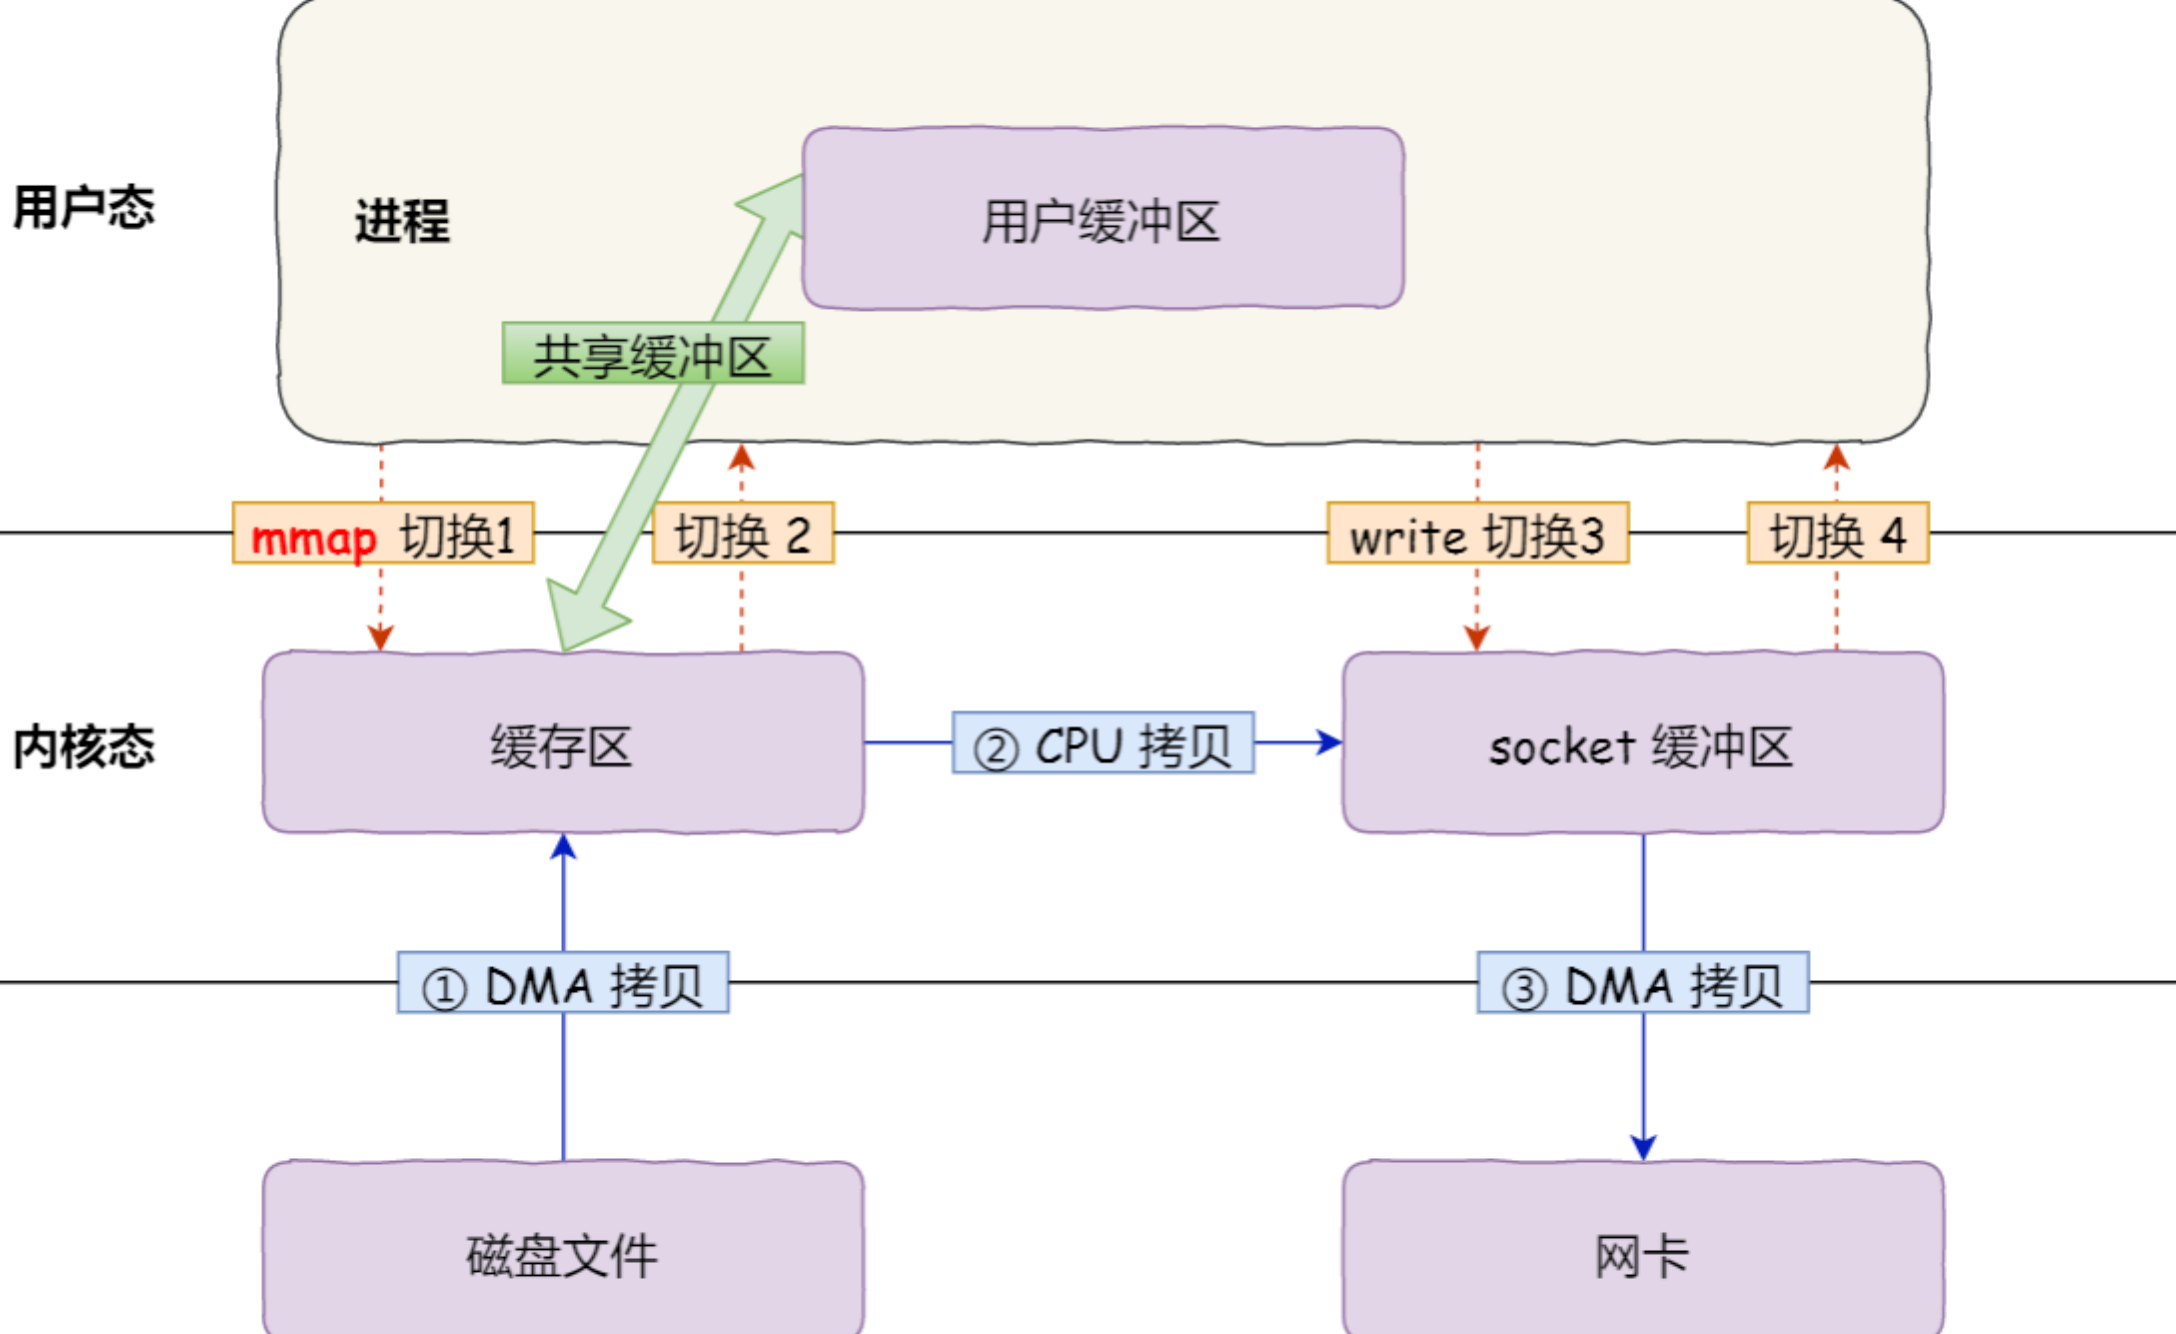 用户态
进程
用户缓冲区
共享缓冲区
mmap 切换1
切换 2
write 切换3
切换 4
内核态
缓存区
② CPU 拷贝
socket 缓冲区
① DMA 拷贝
③ DMA 拷贝
磁盘文件
网卡